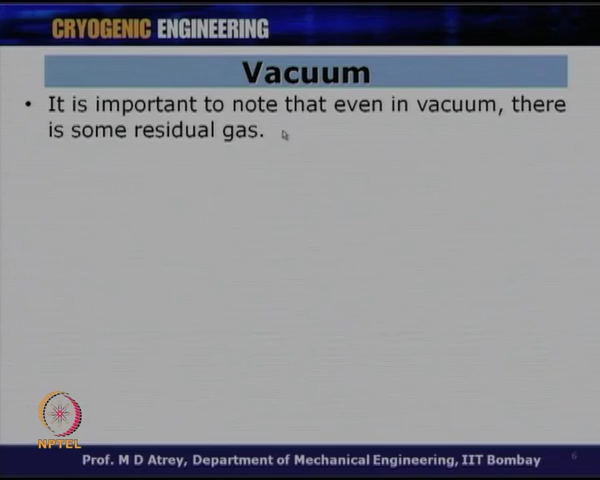 CRYOGENIC ENGINEERING
Vacuum
• It is important to note that even in vacuum, there
is some residual gas.
NPTEL
Prof. M D Atrey, Department of Mechanical Engineering, IIT Bombay
6